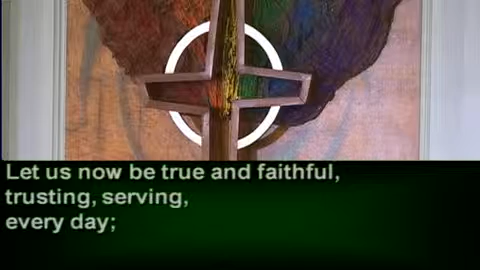 Let us now be true and faithful,
trusting, serving,
every day;